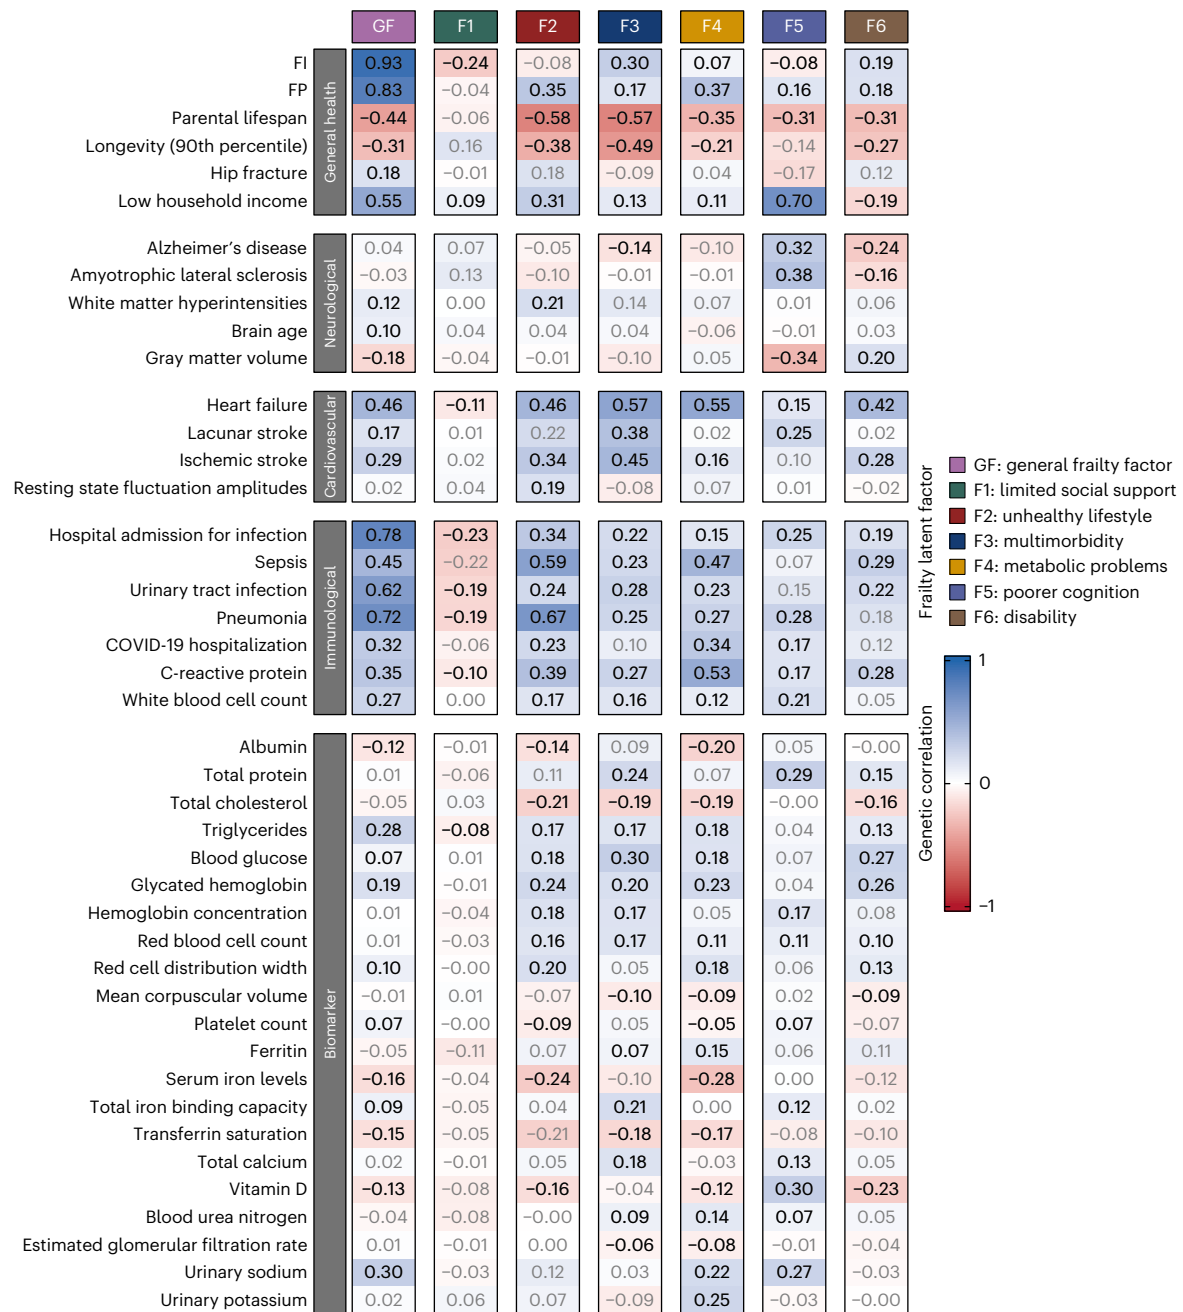 GF F1 F2 F3 F4 F5 F6
General health
FI 0.93 −0.24 −0.08 0.30 0.07 −0.08 0.19
FP 0.83 −0.04 0.35 0.17 0.37 0.16 0.18
Parental lifespan −0.44 −0.06 −0.58 −0.57 −0.35 −0.31 −0.31
Longevity (90th percentile) −0.31 0.16 −0.38 −0.49 −0.21 −0.14 −0.27
Hip fracture 0.18 −0.01 0.18 −0.09 0.04 −0.17 0.12
Low household income 0.55 0.09 0.31 0.13 0.11 0.70 −0.19
Neurological
Alzheimer’s disease 0.04 0.07 −0.05 −0.14 −0.10 0.32 −0.24
Amyotrophic lateral sclerosis −0.03 0.13 −0.10 −0.01 −0.01 0.38 −0.16
White matter hyperintensities 0.12 0.00 0.21 0.14 0.07 0.01 0.06
Brain age 0.10 0.04 0.04 0.04 −0.06 −0.01 0.03
Gray matter volume −0.18 −0.04 −0.01 −0.10 0.05 −0.34 0.20
Cardiovascular
Heart failure 0.46 −0.11 0.46 0.57 0.55 0.15 0.42
Lacunar stroke 0.17 0.01 0.22 0.38 0.02 0.25 0.02
Ischemic stroke 0.29 0.02 0.34 0.45 0.16 0.10 0.28
Resting state fluctuation amplitudes 0.02 0.04 0.19 −0.08 0.07 0.01 −0.02
Immunological
Hospital admission for infection 0.78 −0.23 0.34 0.22 0.15 0.25 0.19
Sepsis 0.45 −0.22 0.59 0.23 0.47 0.07 0.29
Urinary tract infection 0.62 −0.19 0.24 0.28 0.23 0.15 0.22
Pneumonia 0.72 −0.19 0.67 0.25 0.27 0.28 0.18
COVID-19 hospitalization 0.32 −0.06 0.23 0.10 0.34 0.17 0.12
C-reactive protein 0.35 −0.10 0.39 0.27 0.53 0.17 0.28
White blood cell count 0.27 0.00 0.17 0.16 0.12 0.21 0.05
Biomarker
Albumin −0.12 −0.01 −0.14 0.09 −0.20 0.05 −0.00
Total protein 0.01 −0.06 0.11 0.24 0.07 0.29 0.15
Total cholesterol −0.05 0.03 −0.21 −0.19 −0.19 −0.00 −0.16
Triglycerides 0.28 −0.08 0.17 0.17 0.18 0.04 0.13
Blood glucose 0.07 0.01 0.18 0.30 0.18 0.07 0.27
Glycated hemoglobin 0.19 −0.01 0.24 0.20 0.23 0.04 0.26
Hemoglobin concentration 0.01 −0.04 0.18 0.17 0.05 0.17 0.08
Red blood cell count 0.01 −0.03 0.16 0.17 0.11 0.11 0.10
Red cell distribution width 0.10 −0.00 0.20 0.05 0.18 0.06 0.13
Mean corpuscular volume −0.01 0.01 −0.07 −0.10 −0.09 0.02 −0.09
Platelet count 0.07 −0.00 −0.09 0.05 −0.05 0.07 −0.07
Ferritin −0.05 −0.11 0.07 0.07 0.15 0.06 0.11
Serum iron levels −0.16 −0.04 −0.24 −0.10 −0.28 0.00 −0.12
Total iron binding capacity 0.09 −0.05 0.04 0.21 0.00 0.12 0.02
Transferrin saturation −0.15 −0.05 −0.21 −0.18 −0.17 −0.08 −0.10
Total calcium 0.02 −0.01 0.05 0.18 −0.03 0.13 0.05
Vitamin D −0.13 −0.08 −0.16 −0.04 −0.12 0.30 −0.23
Blood urea nitrogen −0.04 −0.08 −0.00 0.09 0.14 0.07 0.05
Estimated glomerular filtration rate 0.01 −0.01 0.00 −0.06 −0.08 −0.01 −0.04
Urinary sodium 0.30 −0.03 0.12 0.03 0.22 0.27 −0.03
Urinary potassium 0.02 0.06 0.07 −0.09 0.25 −0.03 −0.00
Frailty latent factor
GF: general frailty factor
F1: limited social support
F2: unhealthy lifestyle
F3: multimorbidity
F4: metabolic problems
F5: poorer cognition
F6: disability
Genetic correlation
1
0
−1